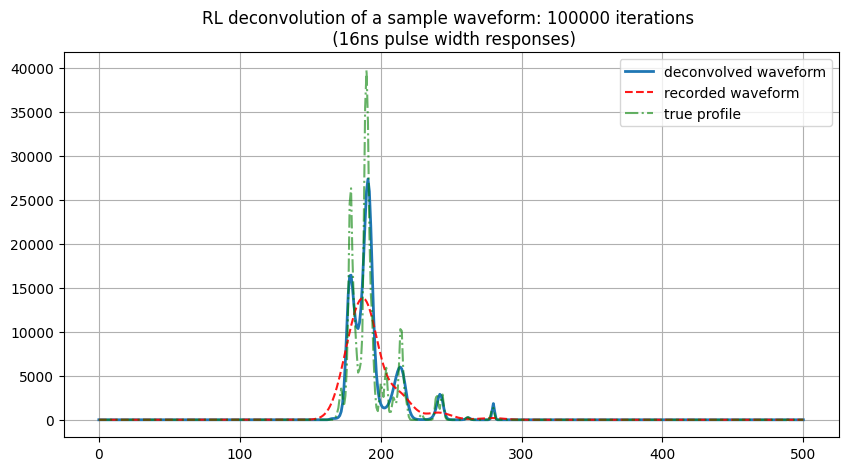 RL deconvolution of a sample waveform: 100000 iterations
(16ns pulse width responses)
deconvolved waveform
recorded waveform
true profile
40000
35000
30000
25000
20000
15000
10000
5000
0
0 100 200 300 400 500